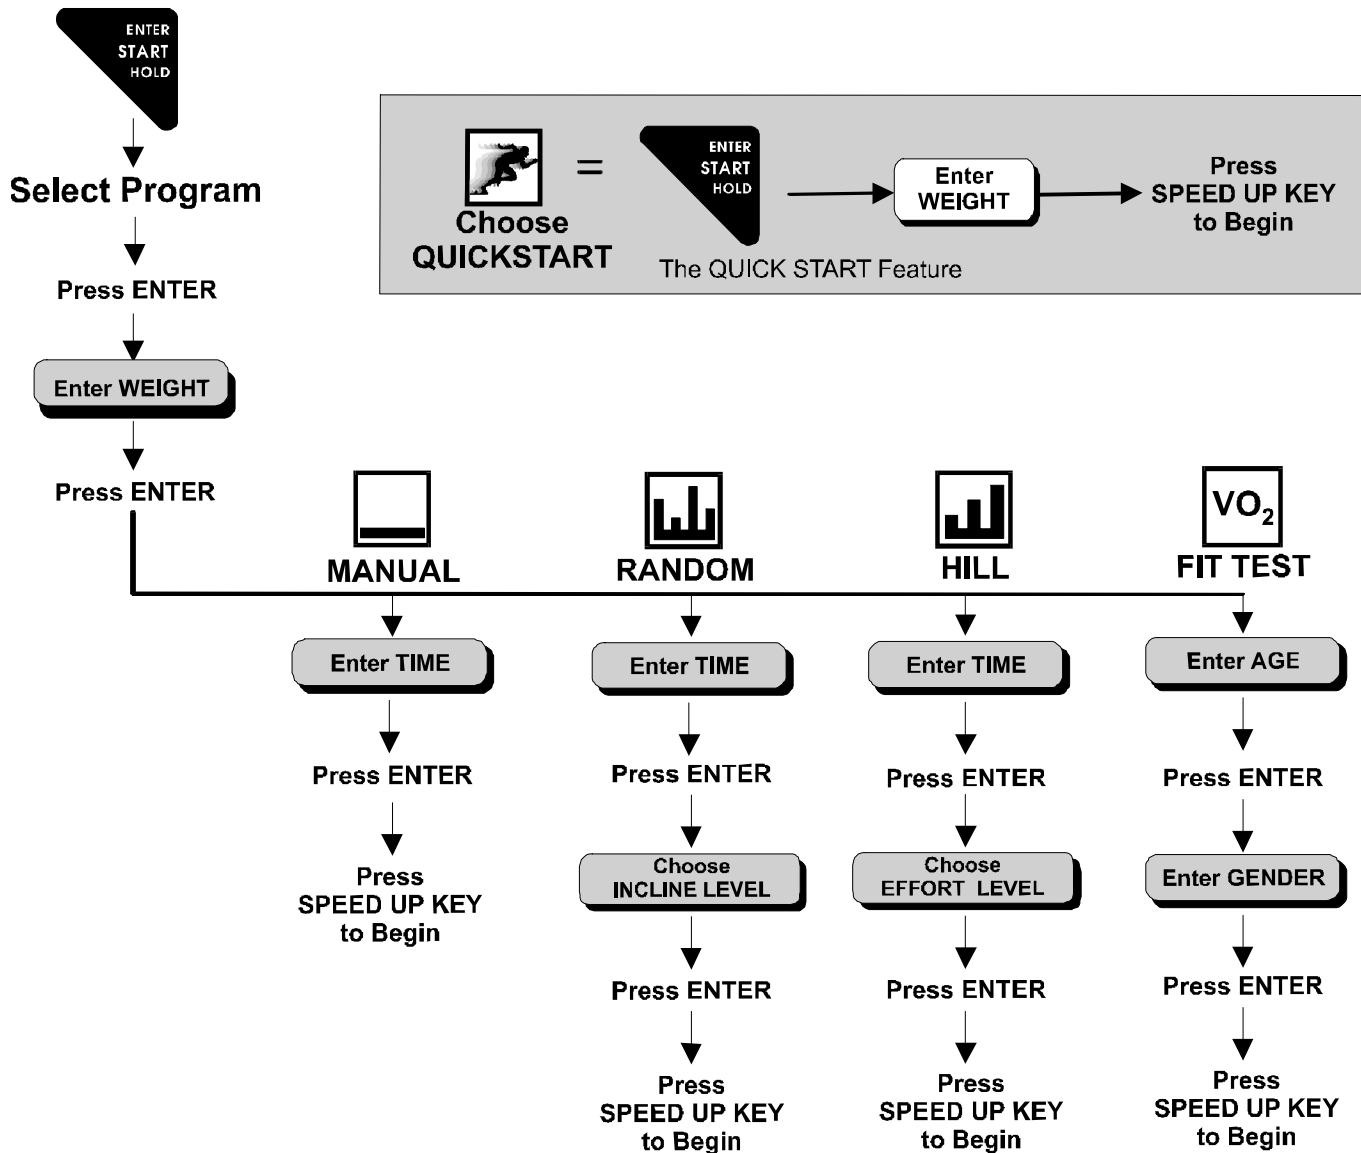 ENTER
START
HOLD
Select Program
Press ENTER
Enter WEIGHT
Press ENTER
Choose
QUICKSTART
=
ENTER
START
HOLD
The QUICK START Feature
Enter
WEIGHT
Press
SPEED UP KEY
to Begin
MANUAL
Enter TIME
Press ENTER
Press
SPEED UP KEY
to Begin
RANDOM
Enter TIME
Press ENTER
Choose
INCLINE LEVEL
Press ENTER
Press
SPEED UP KEY
to Begin
HILL
Enter TIME
Press ENTER
Choose
EFFORT LEVEL
Press ENTER
Press
SPEED UP KEY
to Begin
VO₂
FIT TEST
Enter AGE
Press ENTER
Enter GENDER
Press ENTER
Press
SPEED UP KEY
to Begin